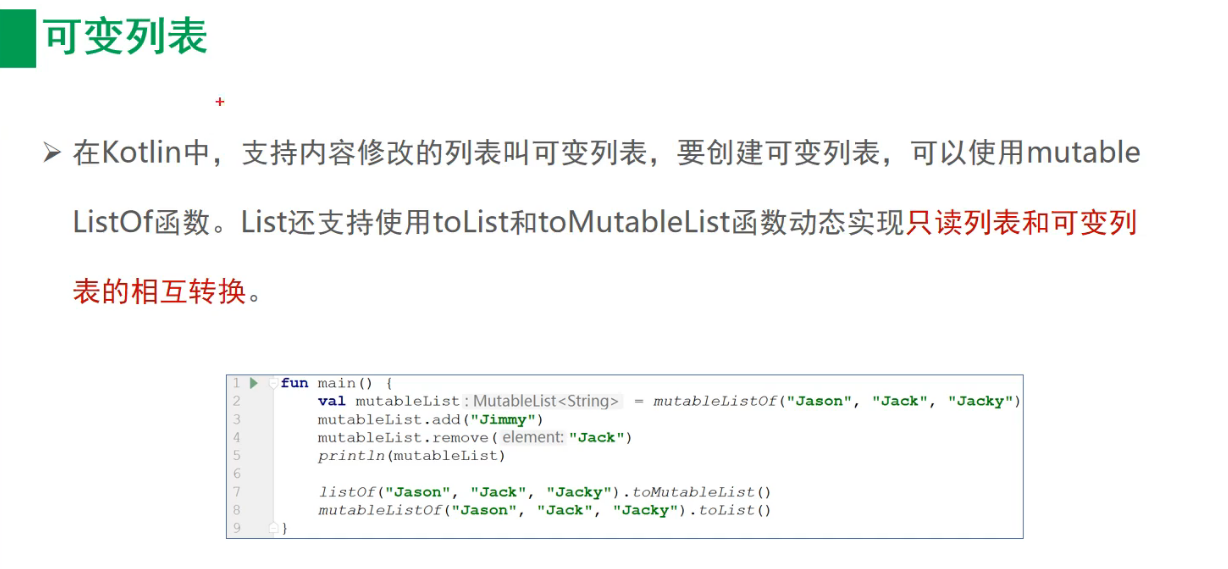 可变列表
➢ 在Kotlin中，支持内容修改的列表叫可变列表，要创建可变列表，可以使用mutable
ListOf函数。List还支持使用toList和toMutableList函数动态实现只读列表和可变列
表的相互转换。
1 fun main() {
2 val mutableList : MutableList<String> = mutableListOf("Jason", "Jack", "Jacky")
3 mutableList.add("Jimmy")
4 mutableList.remove( element: "Jack")
5 println(mutableList)
6
7 listOf("Jason", "Jack", "Jacky").toMutableList()
8 mutableListOf("Jason", "Jack", "Jacky").toList()
9 }